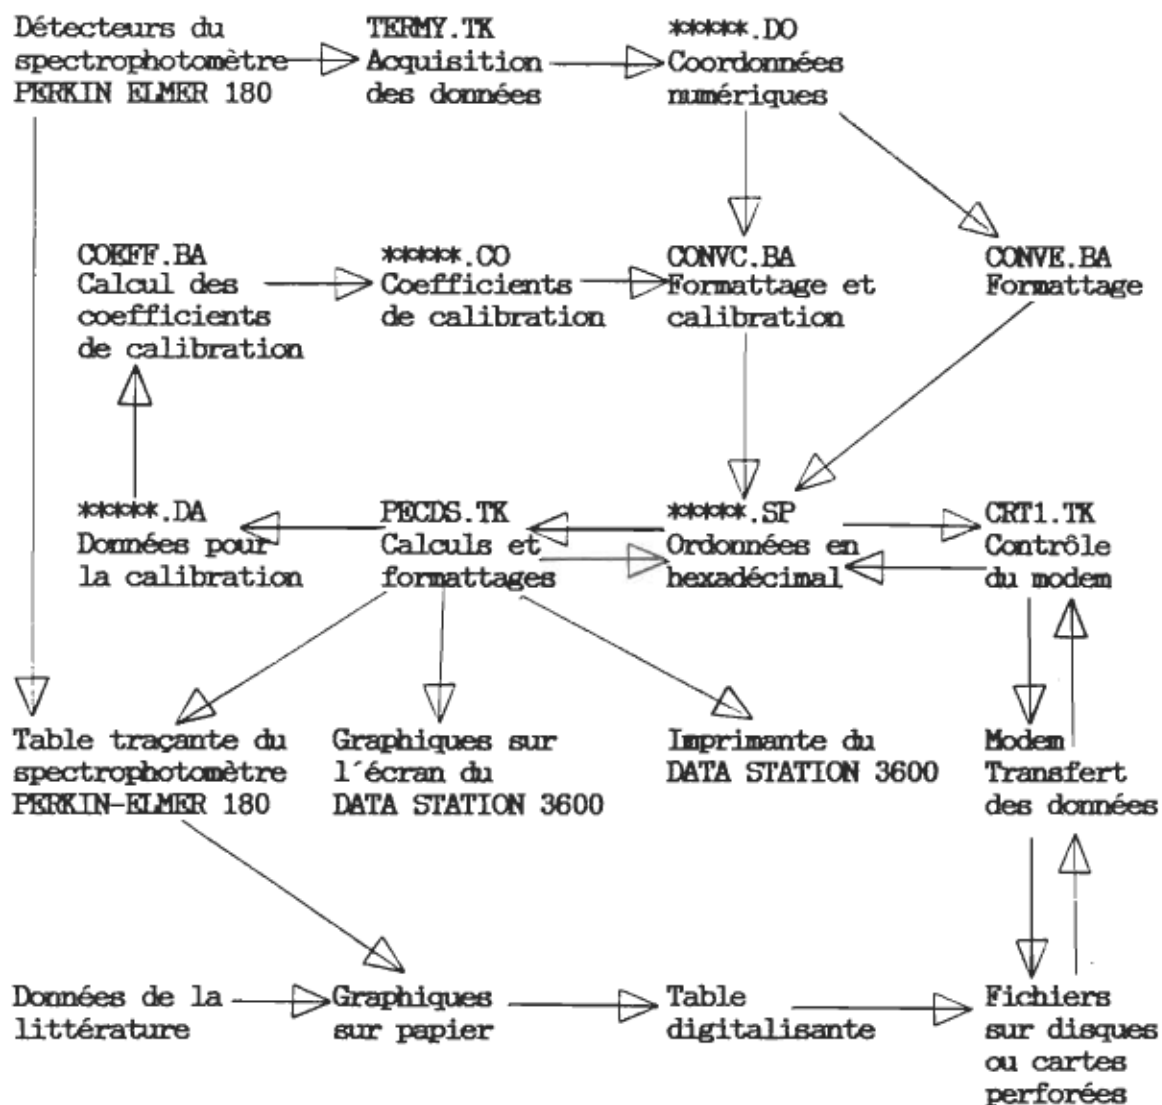 Détecteurs du
spectrophotomètre
PERKIN ELMER 180
TERMY.TK
Acquisition
des données
*****.DO
Coordonnées
numériques
COEFF.BA
Calcul des
coefficients
de calibration
*****.CO
Coefficients
de calibration
CONVC.BA
Formattage et
calibration
CONVE.BA
Formattage
*****.DA
Données pour
la calibration
PECDS.TK
Calculs et
formattages
*****.SP
Ordonnées en
hexadécimal
CRT1.TK
Contrôle
du modem
Table traçante du
spectrophotomètre
PERKIN-ELMER 180
Graphiques sur
l'écran du
DATA STATION 3600
Imprimante du
DATA STATION 3600
Modem
Transfert
des données
Données de la
littérature
Graphiques
sur papier
Table
digitalisante
Fichiers
sur disques
ou cartes
perforées